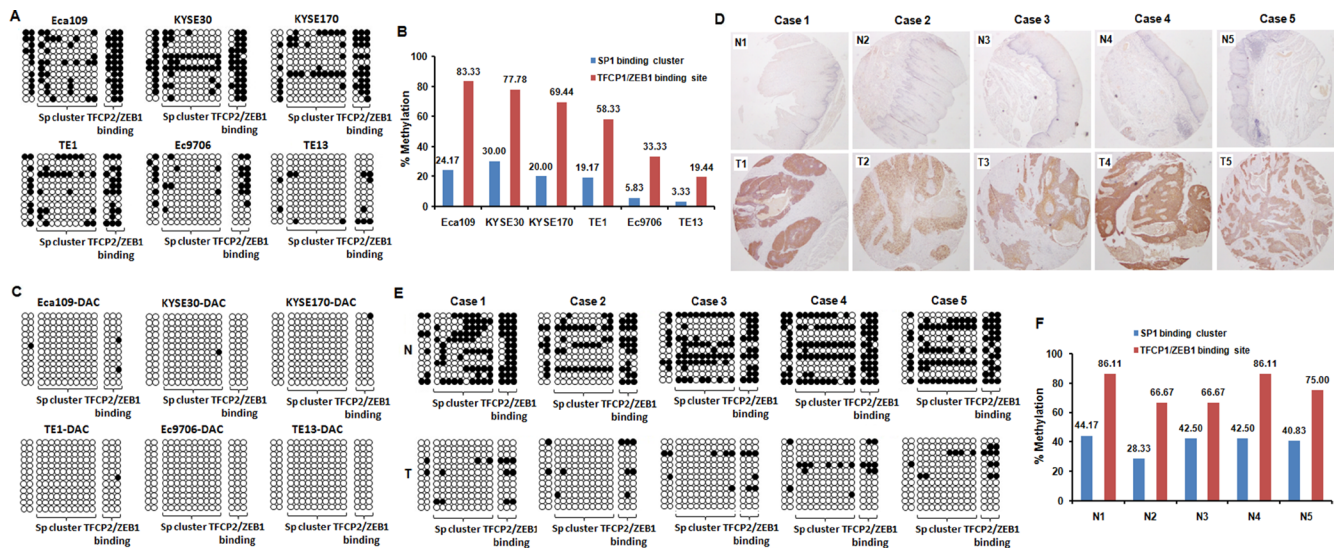 A
Eca109 KYSE30 KYSE170
Sp cluster TFCP2/ZEB1 binding
Sp cluster TFCP2/ZEB1 binding
Sp cluster TFCP2/ZEB1 binding
TE1 Ec9706 TE13
Sp cluster TFCP2/ZEB1 binding
Sp cluster TFCP2/ZEB1 binding
Sp cluster TFCP2/ZEB1 binding
B
SP1 binding cluster
TFCP1/ZEB1 binding site
% Methylation
100
80
60
40
20
0
24.17 83.33 30.00 77.78 20.00 69.44 19.17 58.33 5.83 33.33 3.33 19.44
Eca109 KYSE30 KYSE170 TE1 Ec9706 TE13
C
Eca109-DAC KYSE30-DAC KYSE170-DAC
Sp cluster TFCP2/ZEB1 binding
Sp cluster TFCP2/ZEB1 binding
Sp cluster TFCP2/ZEB1 binding
TE1-DAC Ec9706-DAC TE13-DAC
Sp cluster TFCP2/ZEB1 binding
Sp cluster TFCP2/ZEB1 binding
Sp cluster TFCP2/ZEB1 binding
D
Case 1 Case 2 Case 3 Case 4 Case 5
N1 N2 N3 N4 N5
T1 T2 T3 T4 T5
E
Case 1 Case 2 Case 3 Case 4 Case 5
N
Sp cluster TFCP2/ZEB1 binding
Sp cluster TFCP2/ZEB1 binding
Sp cluster TFCP2/ZEB1 binding
Sp cluster TFCP2/ZEB1 binding
Sp cluster TFCP2/ZEB1 binding
T
Sp cluster TFCP2/ZEB1 binding
Sp cluster TFCP2/ZEB1 binding
Sp cluster TFCP2/ZEB1 binding
Sp cluster TFCP2/ZEB1 binding
Sp cluster TFCP2/ZEB1 binding
F
SP1 binding cluster
TFCP1/ZEB1 binding site
% Methylation
100
80
60
40
20
0
44.17 86.11 28.33 66.67 42.50 66.67 42.50 86.11 40.83 75.00
N1 N2 N3 N4 N5